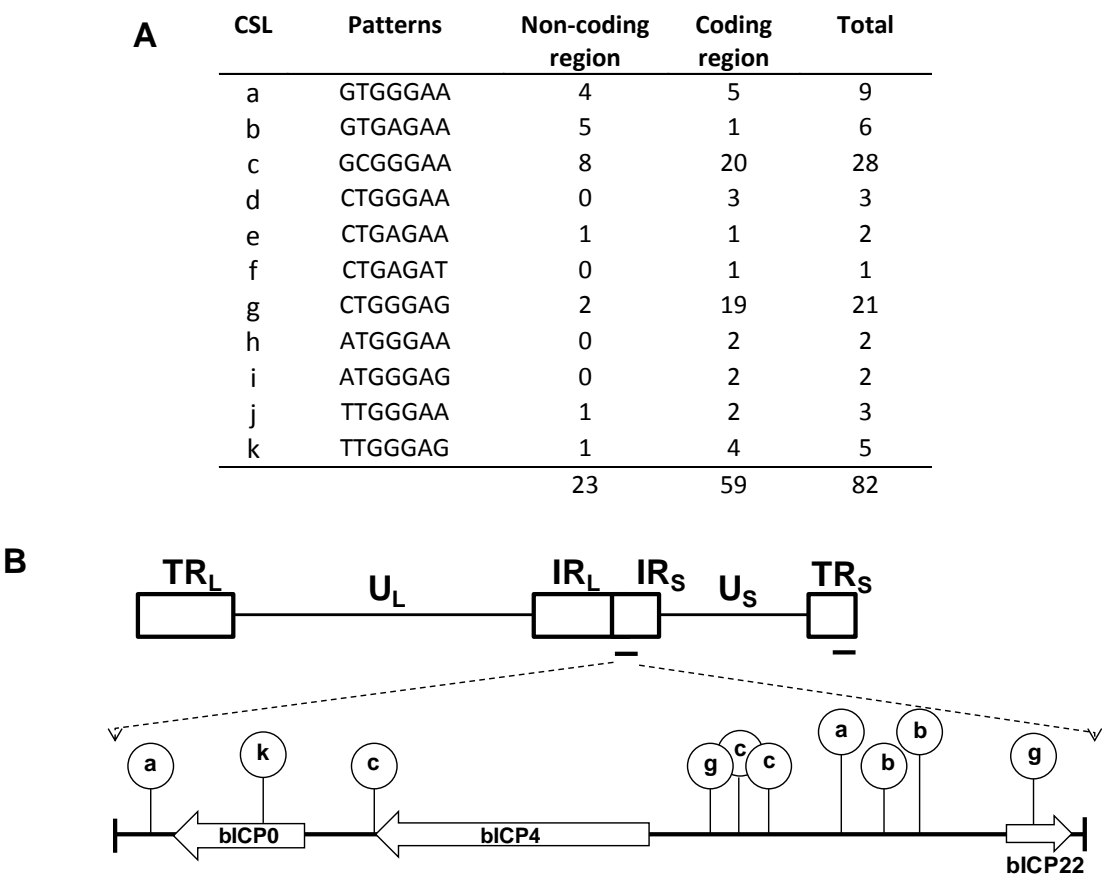 A
CSL Patterns Non-coding region Coding region Total
a GTGGGAA 4 5 9
b GTGAGAA 5 1 6
c GCGGGAA 8 20 28
d CTGGGAA 0 3 3
e CTGAGAA 1 1 2
f CTGAGAT 0 1 1
g CTGGGAG 2 19 21
h ATGGGAA 0 2 2
i ATGGGAG 0 2 2
j TTGGGAA 1 2 3
k TTGGGAG 1 4 5
23 59 82
B
TRL UL IRL IRS US TRS
a k c g c c a b b g
bICP0 bICP4 bICP22